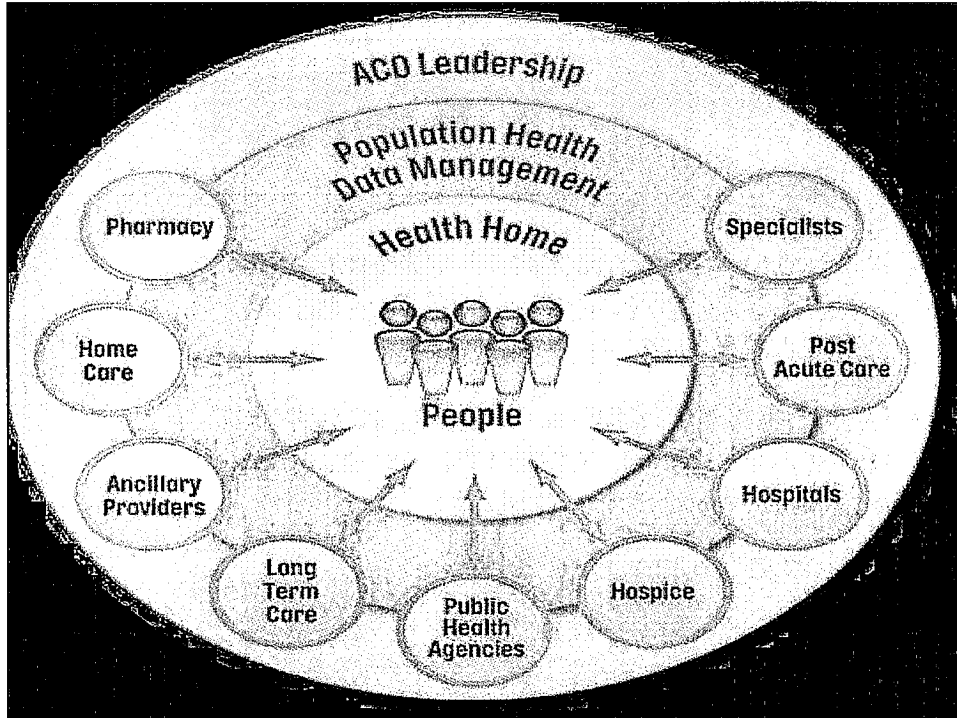 ACO Leadership
Population Health
Data Management
Health Home
Pharmacy
Specialists
Home
Care
People
Post
Acute Care
Ancillary
Providers
Hospitals
Long
Term
Care
Public
Health
Agencies
Hospice